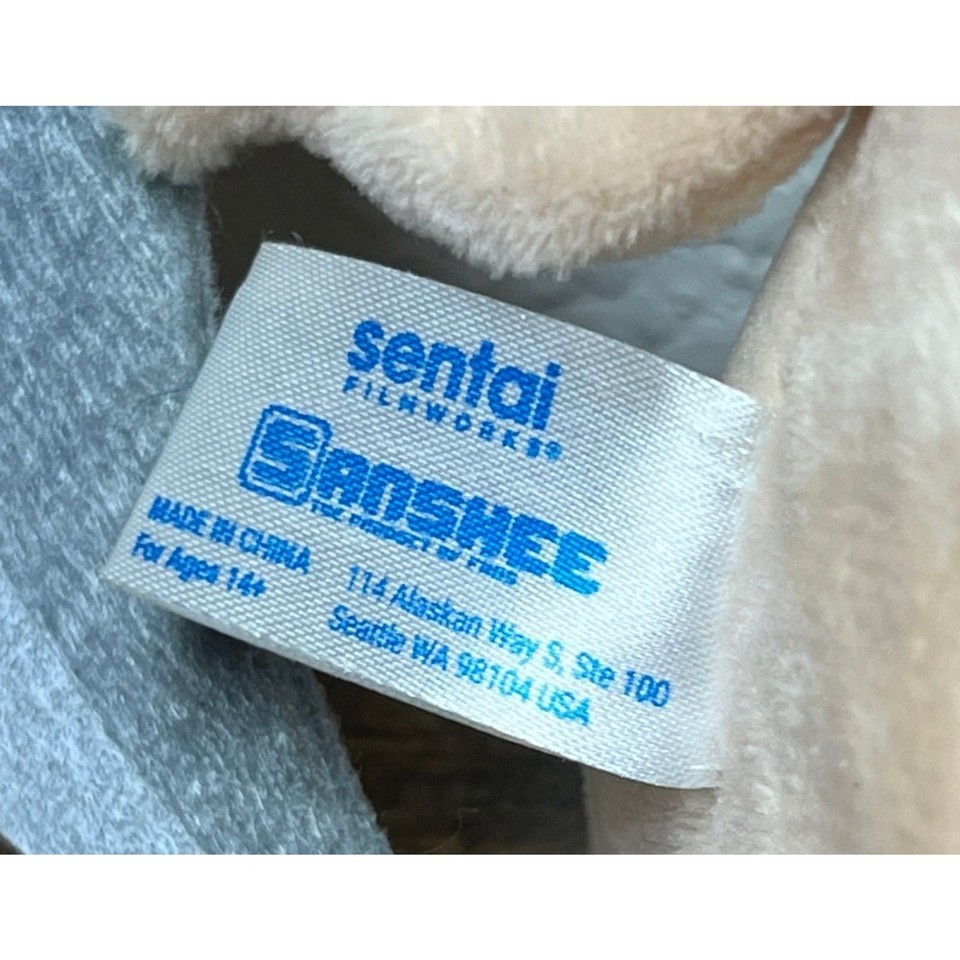 sentai
FILMWORKS®
SANSHEE
THE PRODUCT OF FANS
MADE IN CHINA
For Ages 14+
114 Alaskan Way S, Ste 100
Seattle WA 98104 USA